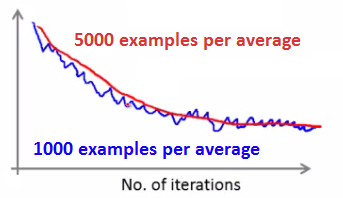 5000 examples per average
1000 examples per average
No. of iterations